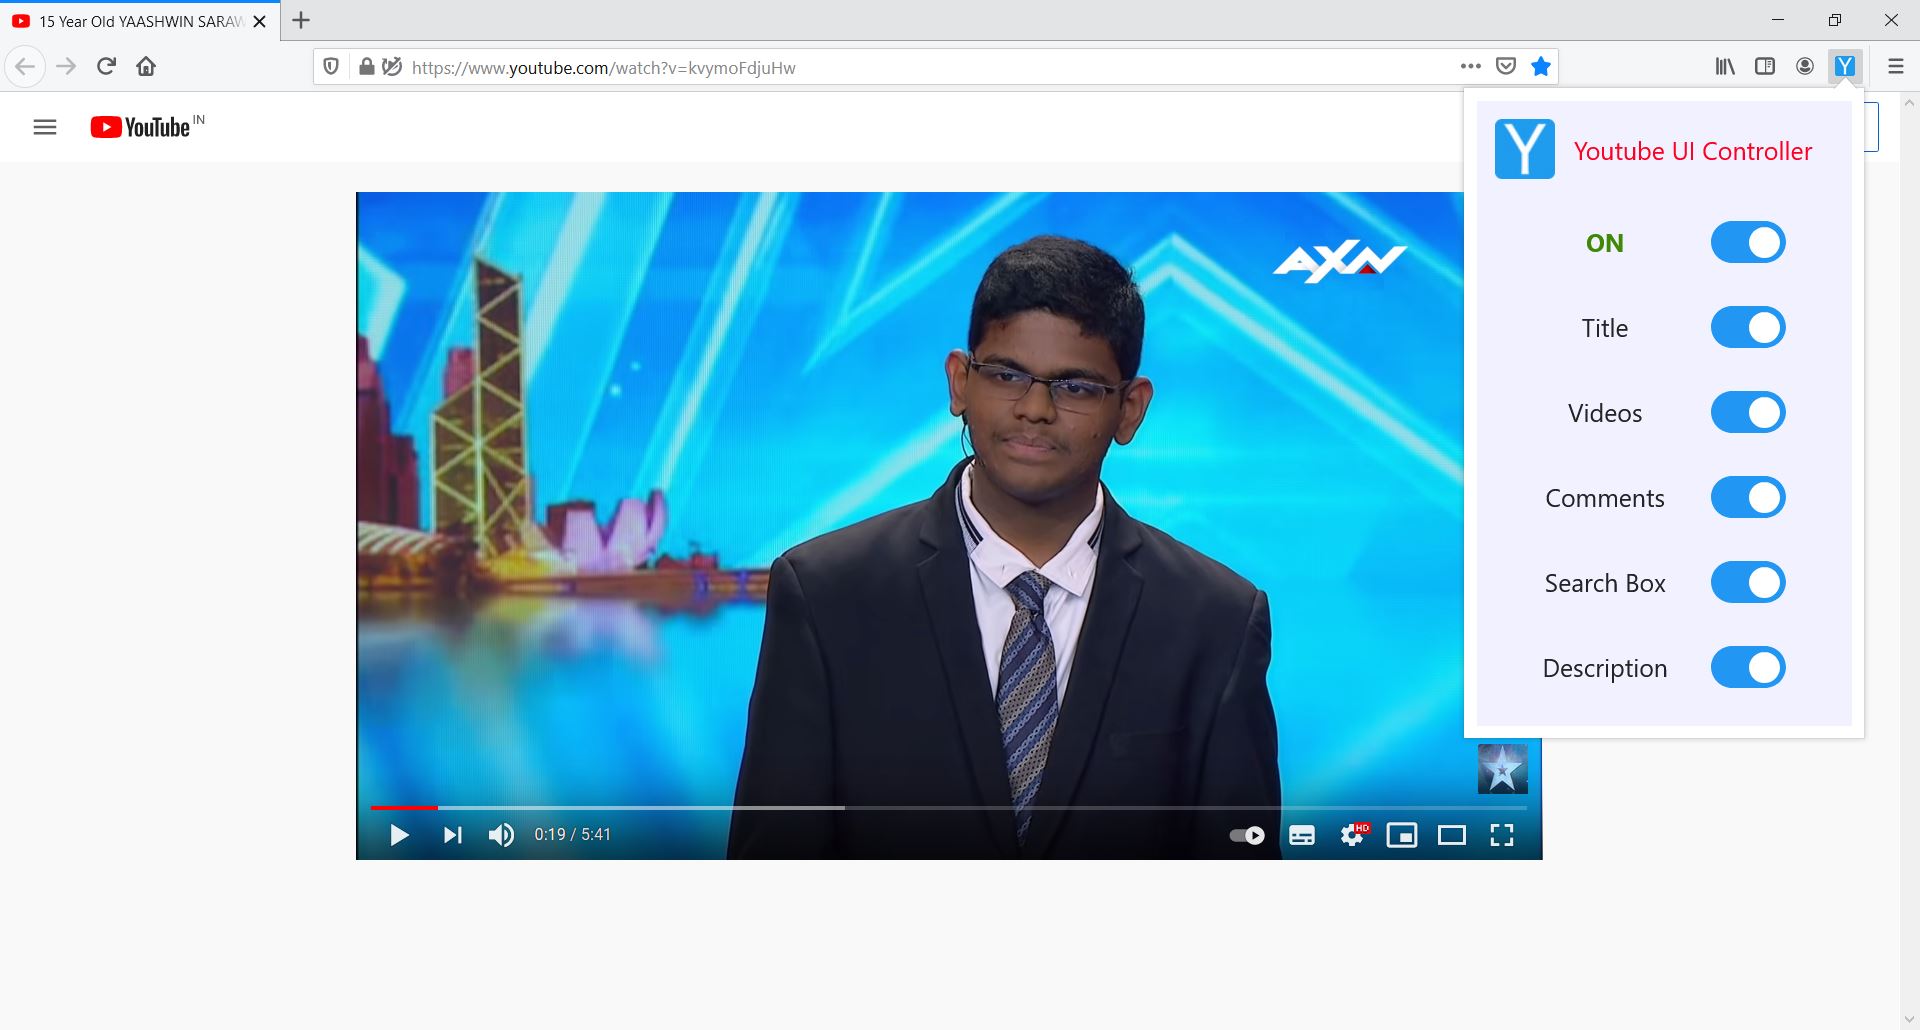 15 Year Old YAASHWIN SARAW
https://www.youtube.com/watch?v=kvymoFdjuHw
Y
YouTube IN
Y
Youtube UI Controller
ON
Title
Videos
Comments
Search Box
Description
AXN
0:19 / 5:41
HD